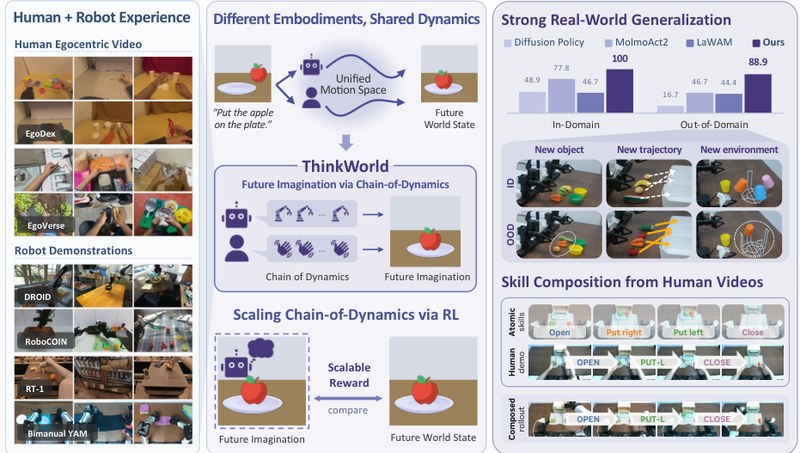 Human + Robot Experience
Human Egocentric Video
EgoDex
EgoVerse
Robot Demonstrations
DROID
RoboCOIN
RT-1
Bimanual YAM
Different Embodiments, Shared Dynamics
Unified
Motion Space
"Put the apple
on the plate."
Future
World State
ThinkWorld
Future Imagination via Chain-of-Dynamics
...
...
Chain of Dynamics
Future Imagination
Scaling Chain-of-Dynamics via RL
Scalable
Reward
compare
Future Imagination
Future World State
Strong Real-World Generalization
Diffusion Policy
MolmoAct2
LaWAM
Ours
48.9
77.8
46.7
100
16.7
46.7
44.4
88.9
In-Domain
Out-of-Domain
New object
New trajectory
New environment
ID
OOD
Skill Composition from Human Videos
Atomic
skills
Open
Put right
Put left
Close
Human
demo
OPEN
PUT-L
CLOSE
Composed
rollout
OPEN
PUT-L
CLOSE